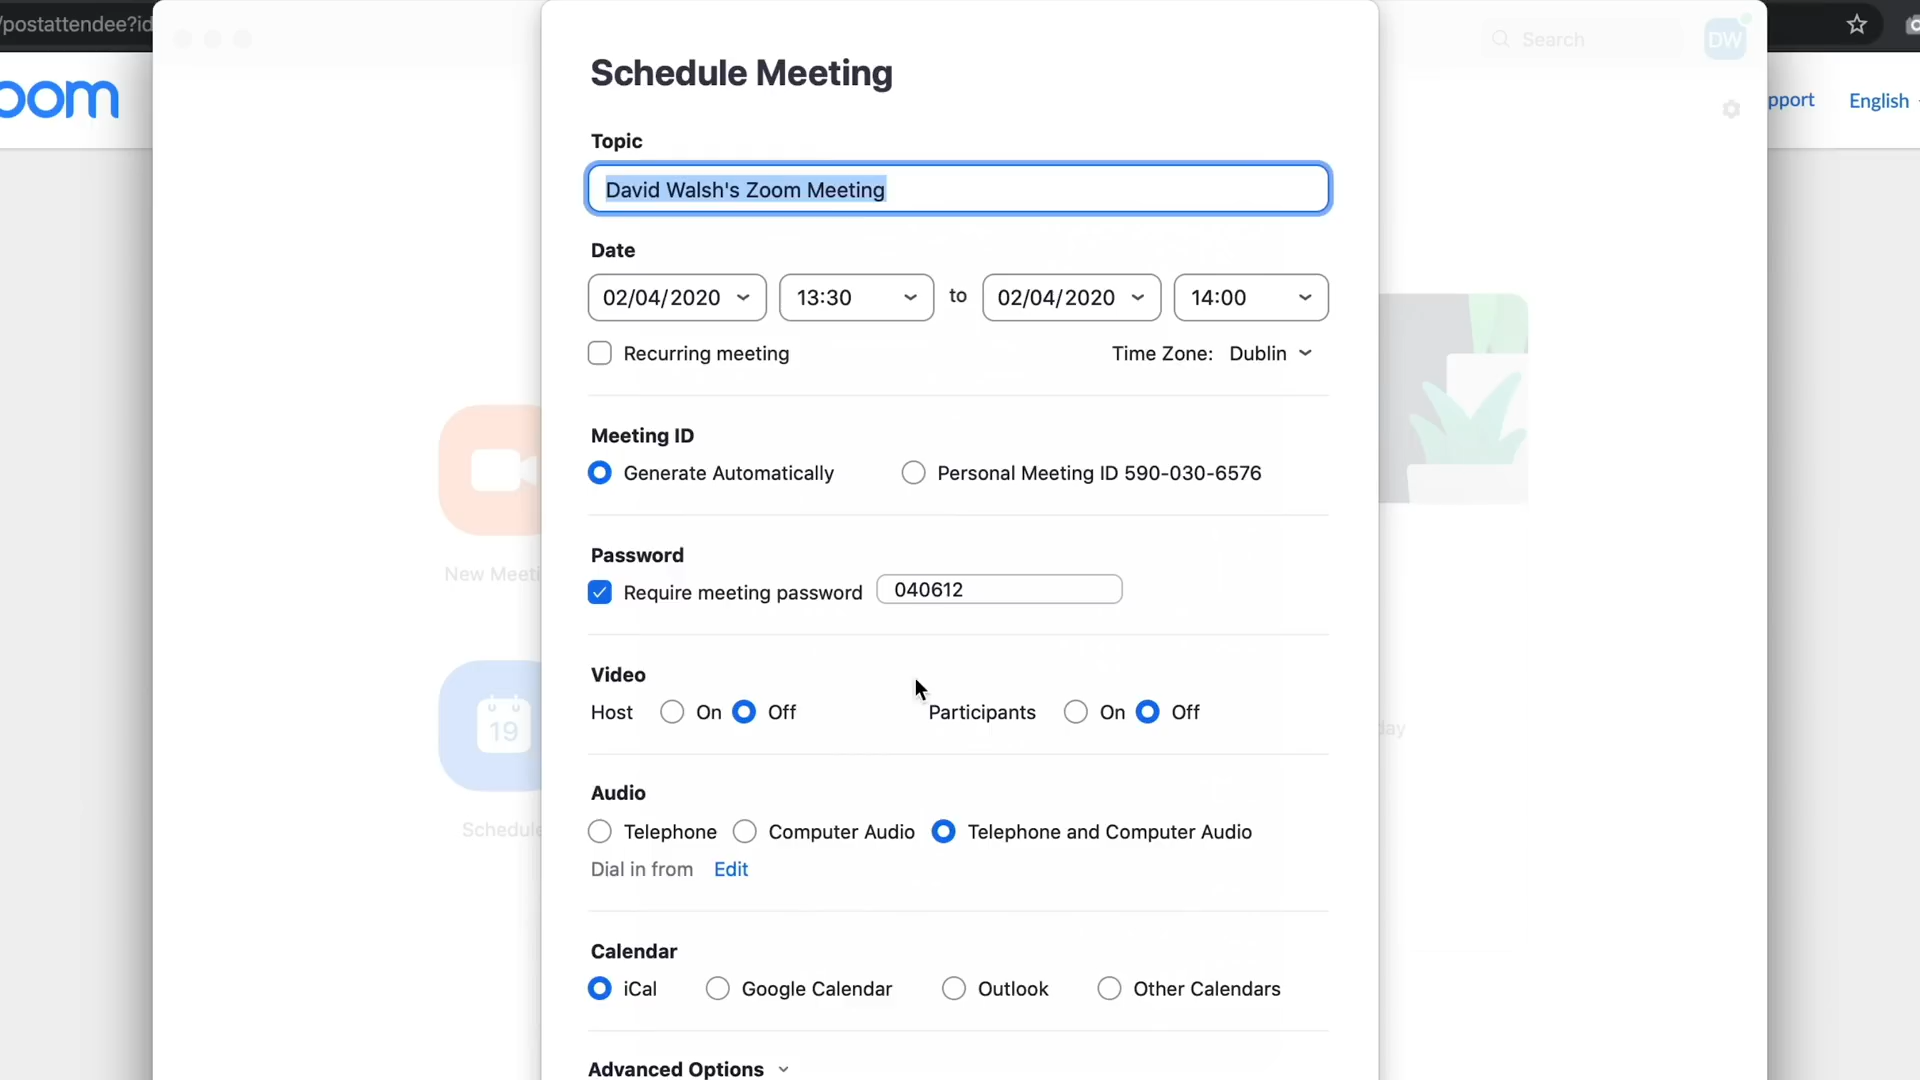 /postattendee?id
Search
DW
oom
pport
English
Schedule Meeting
Topic
David Walsh's Zoom Meeting
Date
02/04/2020 13:30 to 02/04/2020 14:00
Recurring meeting Time Zone: Dublin
Meeting ID
Generate Automatically Personal Meeting ID 590-030-6576
New Meeti
Password
Require meeting password 040612
Video
Host On Off Participants On Off
19
day
Schedule
Audio
Telephone Computer Audio Telephone and Computer Audio
Dial in from Edit
Calendar
iCal Google Calendar Outlook Other Calendars
Advanced Options